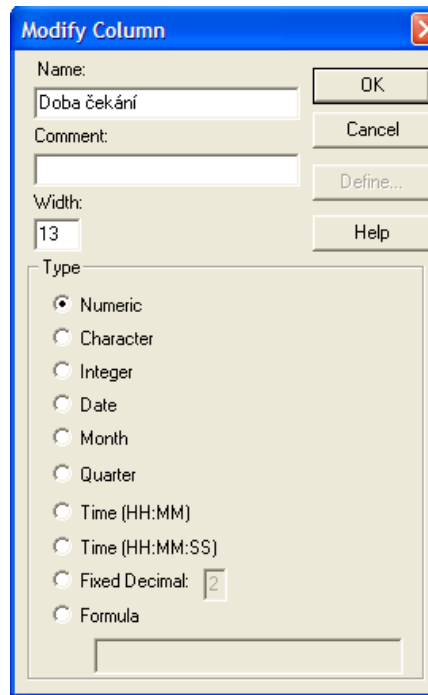 Modify Column
Name:
Doba čekání
OK
Comment:
Cancel
Define...
Width:
13
Help
Type
Numeric
Character
Integer
Date
Month
Quarter
Time (HH:MM)
Time (HH:MM:SS)
Fixed Decimal: 2
Formula